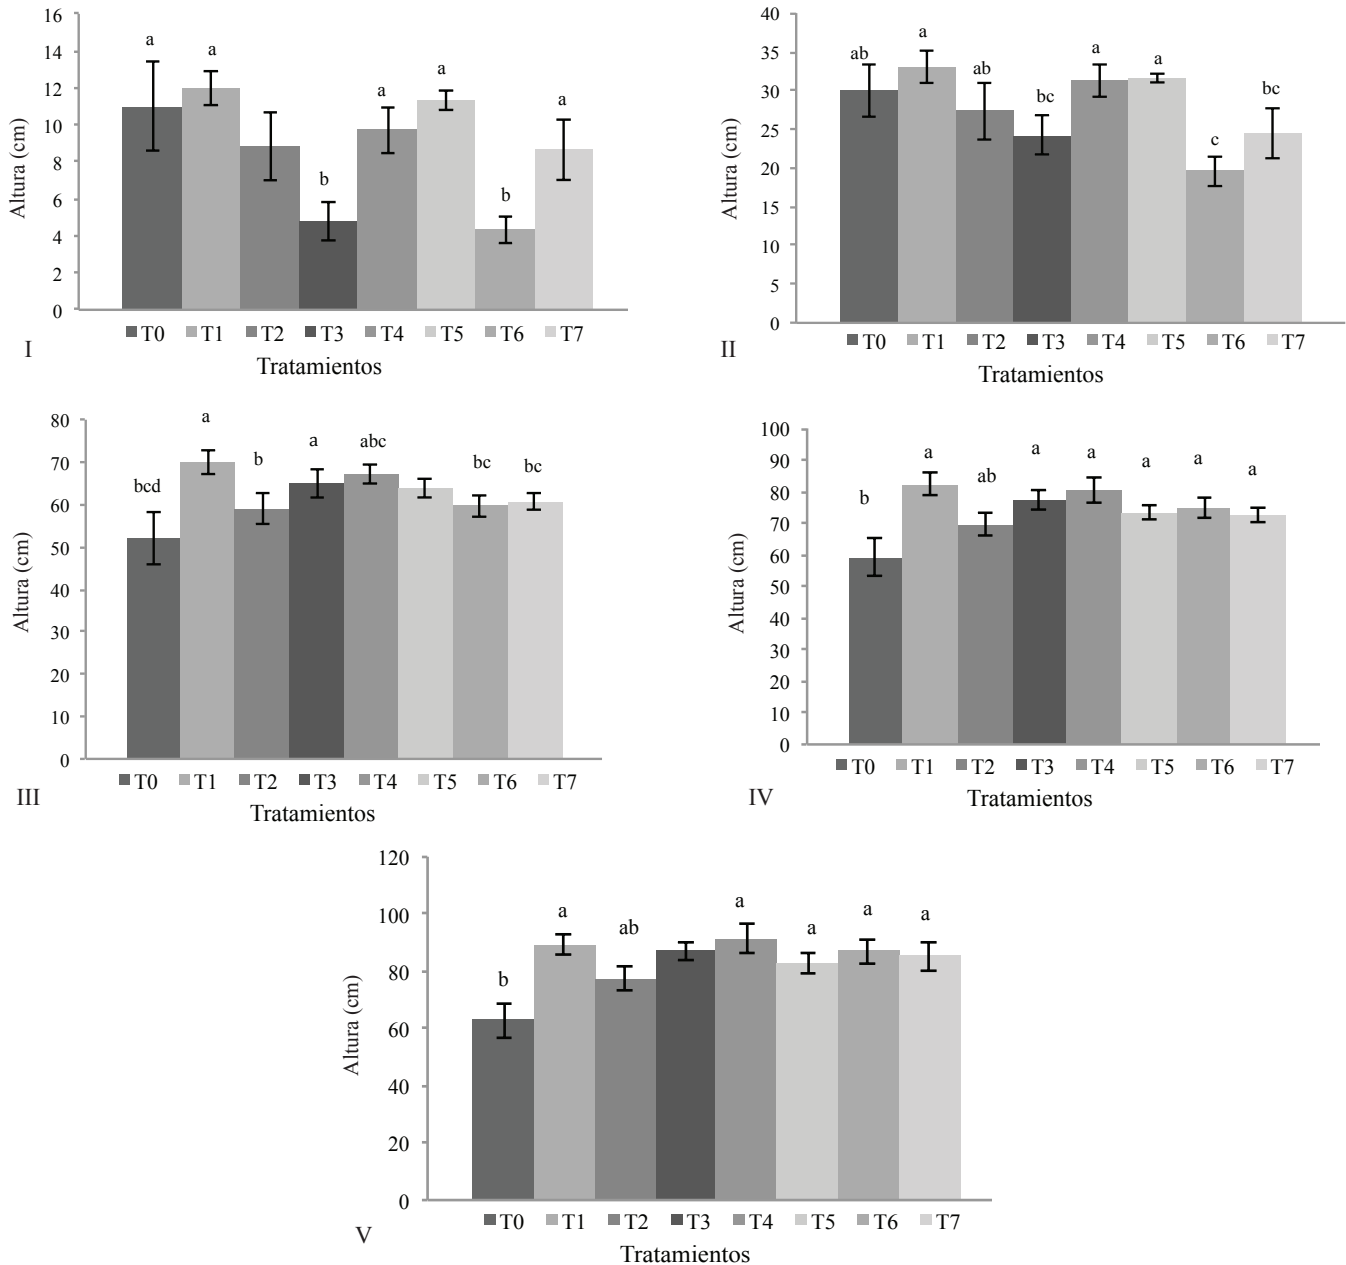 16
14
12
10
8
6
4
2
0
Altura (cm)
a a a a a b b
T0 T1 T2 T3 T4 T5 T6 T7
I
Tratamientos
40
35
30
25
20
15
10
5
0
Altura (cm)
ab a ab bc a a c bc
T0 T1 T2 T3 T4 T5 T6 T7
II
Tratamientos
80
70
60
50
40
30
20
10
0
Altura (cm)
bcd a b a abc bc bc
T0 T1 T2 T3 T4 T5 T6 T7
III
Tratamientos
100
90
80
70
60
50
40
30
20
10
0
Altura (cm)
b a ab a a a a a
T0 T1 T2 T3 T4 T5 T6 T7
IV
Tratamientos
120
100
80
60
40
20
0
Altura (cm)
b a ab a a a a
T0 T1 T2 T3 T4 T5 T6 T7
V
Tratamientos